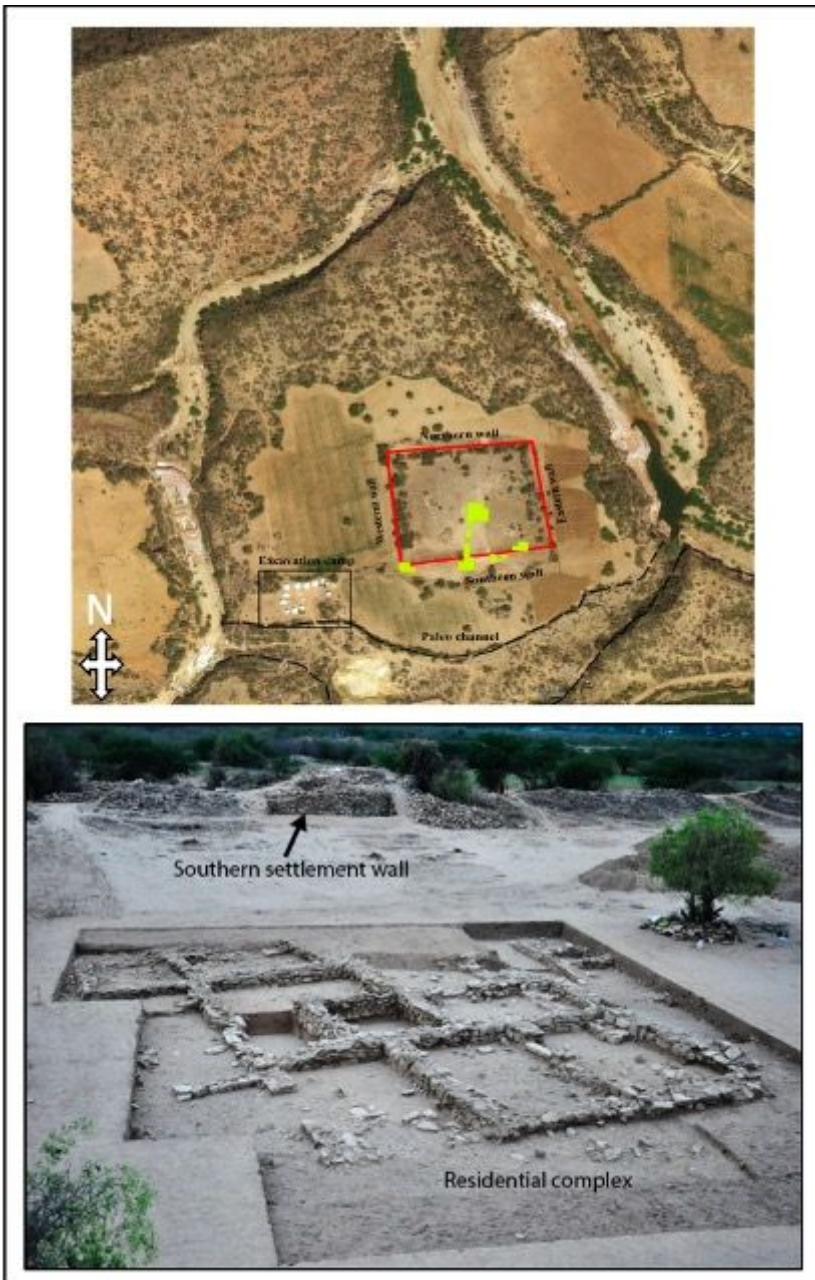 Northern wall
Western wall
Eastern wall
Excavation camp
Southern wall
N
Paleo channel
Southern settlement wall
Residential complex